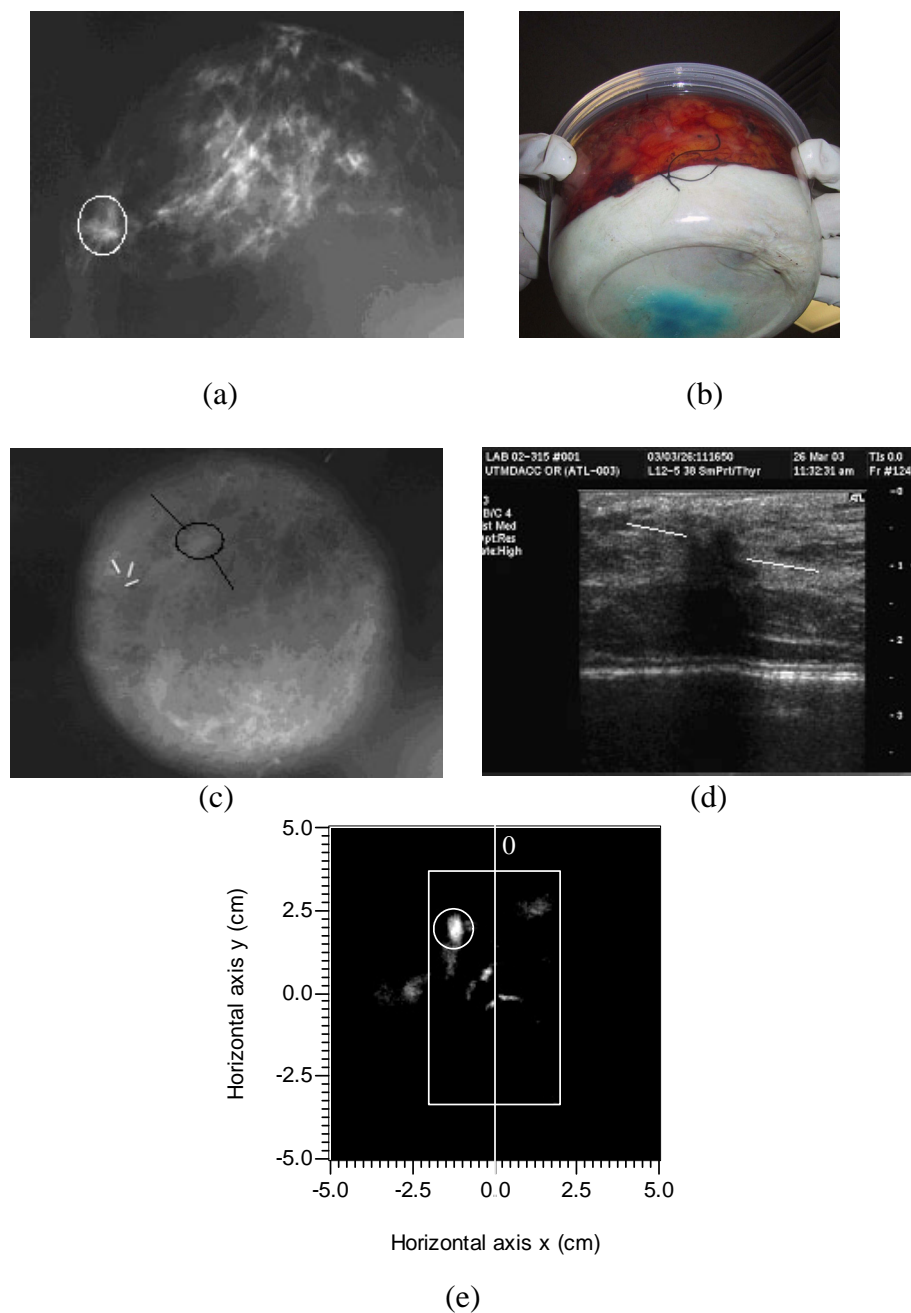 (a)
(b)
LAB 02-315 #001 03/03/26:111650 26 Mar 03 TIs 0.0
UTMDACC OR (ATL-003) L12-5 38 SmPrt/Thyr 11:32:31 am Fr #124
3
B/C 4
st Med
pt:Res
te:High
ATL
-0
-1
-2
-3
(c)
(d)
5.0
2.5
0.0
-2.5
-5.0
0
Horizontal axis y (cm)
-5.0 -2.5 0.0 2.5 5.0
Horizontal axis x (cm)
(e)